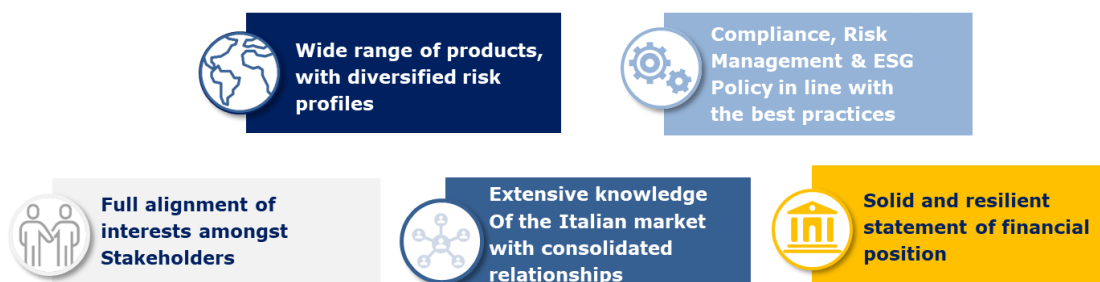 Wide range of products,
with diversified risk
profiles
Compliance, Risk
Management & ESG
Policy in line with
the best practices
Full alignment of
interests amongst
Stakeholders
Extensive knowledge
Of the Italian market
with consolidated
relationships
Solid and resilient
statement of financial
position